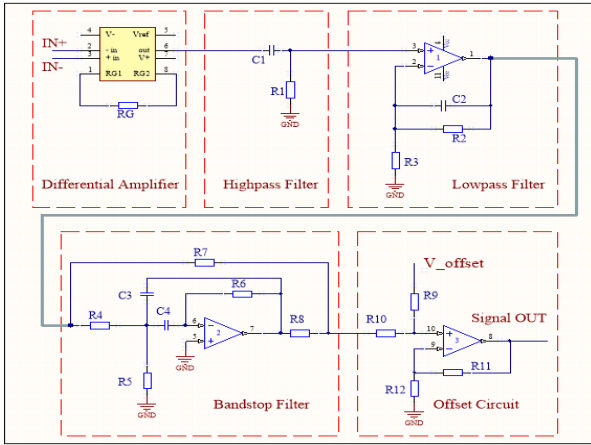 4 V- Vref 5
IN+ 2 - in out 6
3 + in V+ 7
IN- 1 RG1 RG2 8
RG
C1
R1
GND
3 + 4 1 1
2 - 11
C2
R2
R3
GND
Differential Amplifier Highpass Filter Lowpass Filter
R7
V_offset
C3 R6 R9
R4 C4 6 - 2 7 R8 R10 10 + 3 8 Signal OUT
5 + 9 -
GND R11
R5 R12
GND GND
Bandstop Filter Offset Circuit